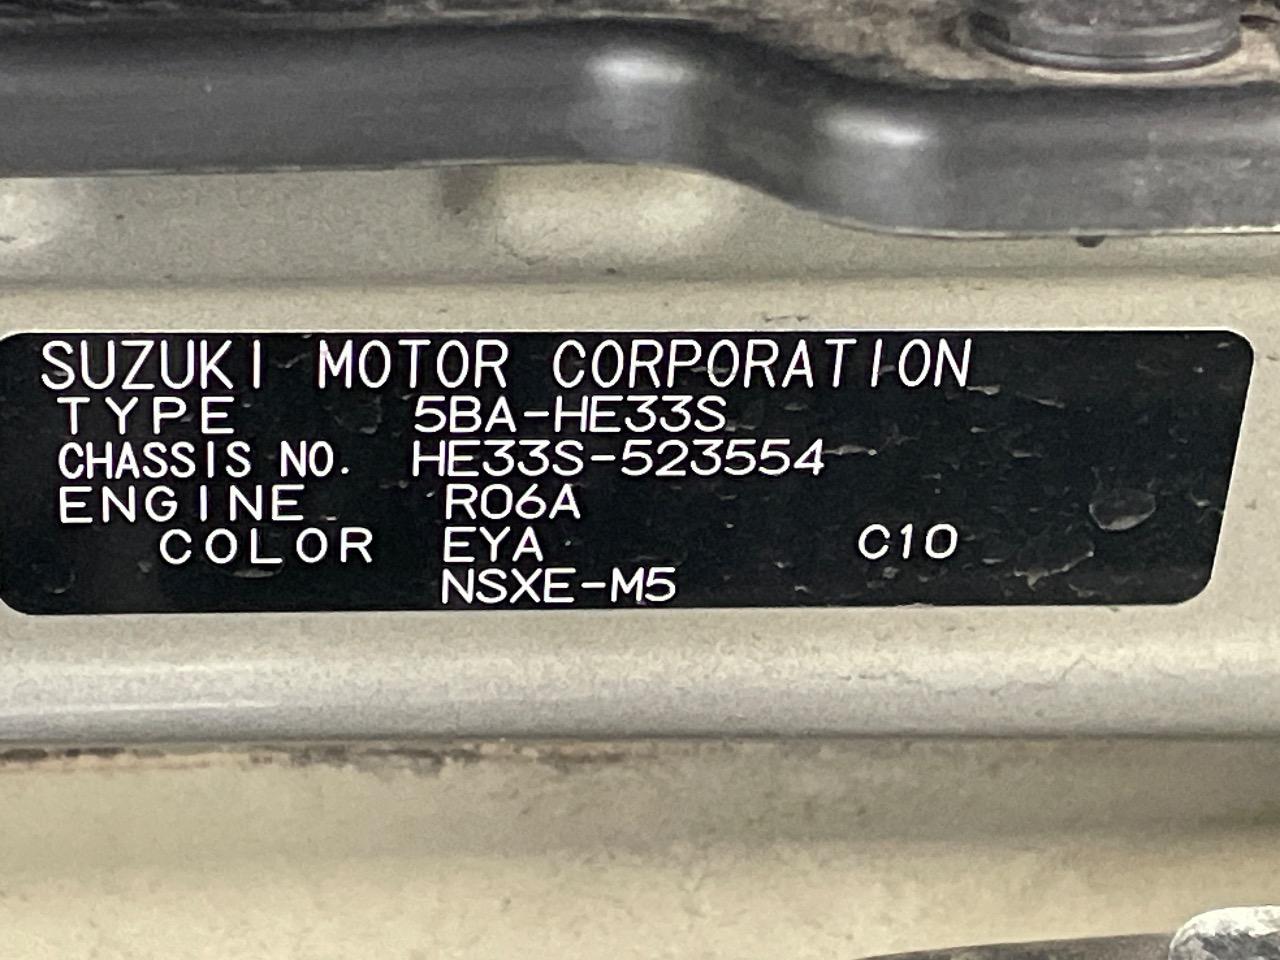 SUZUKI MOTOR CORPORATION
TYPE 5BA-HE33S
CHASSIS NO. HE33S-523554
ENGINE R06A
COLOR EYA C10
NSXE-M5